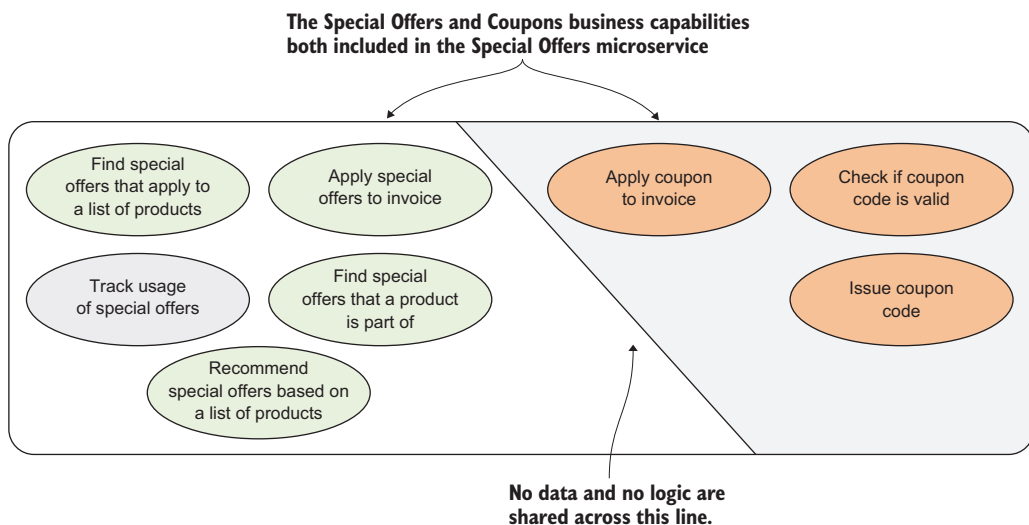 The Special Offers and Coupons business capabilities
both included in the Special Offers microservice
Find special
offers that apply to
a list of products
Apply special
offers to invoice
Apply coupon
to invoice
Check if coupon
code is valid
Track usage
of special offers
Find special
offers that a product
is part of
Issue coupon
code
Recommend
special offers based on
a list of products
No data and no logic are
shared across this line.